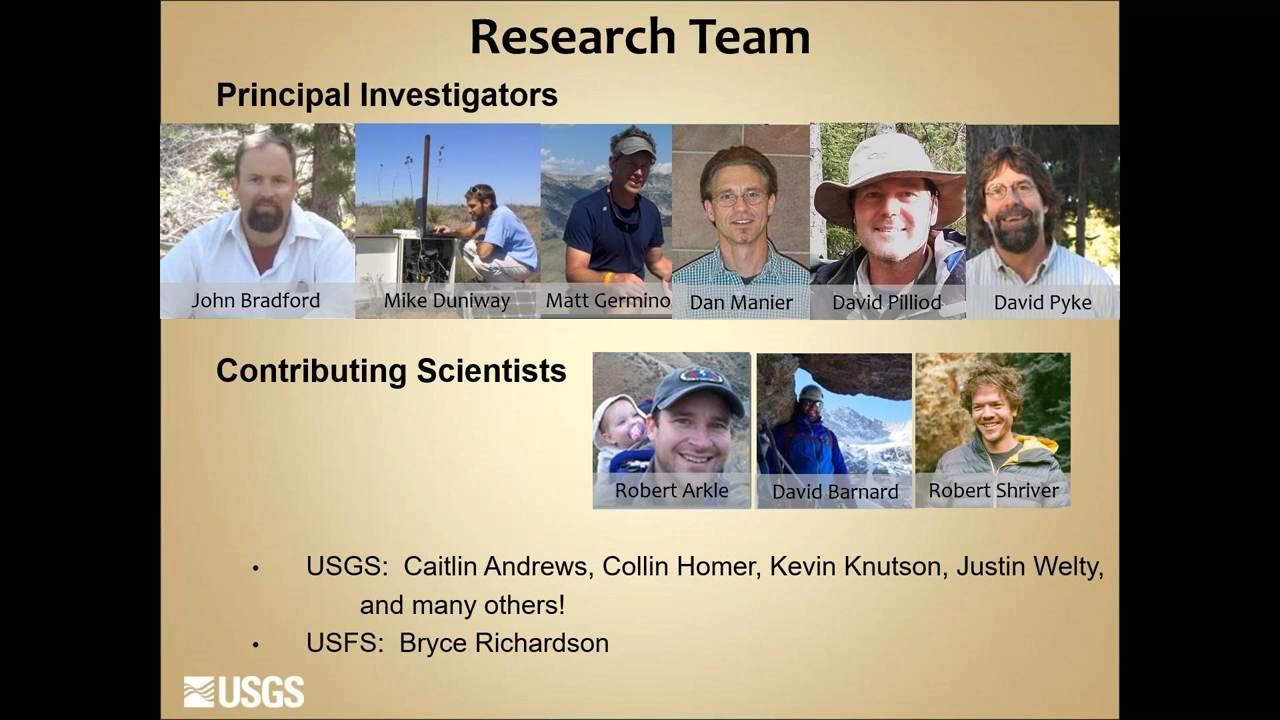 Research Team
Principal Investigators
John Bradford
Mike Duniway
Matt Germino
Dan Manier
David Pilliod
David Pyke
Contributing Scientists
Robert Arkle
David Barnard
Robert Shriver
• USGS: Caitlin Andrews, Collin Homer, Kevin Knutson, Justin Welty,
and many others!
• USFS: Bryce Richardson
USGS